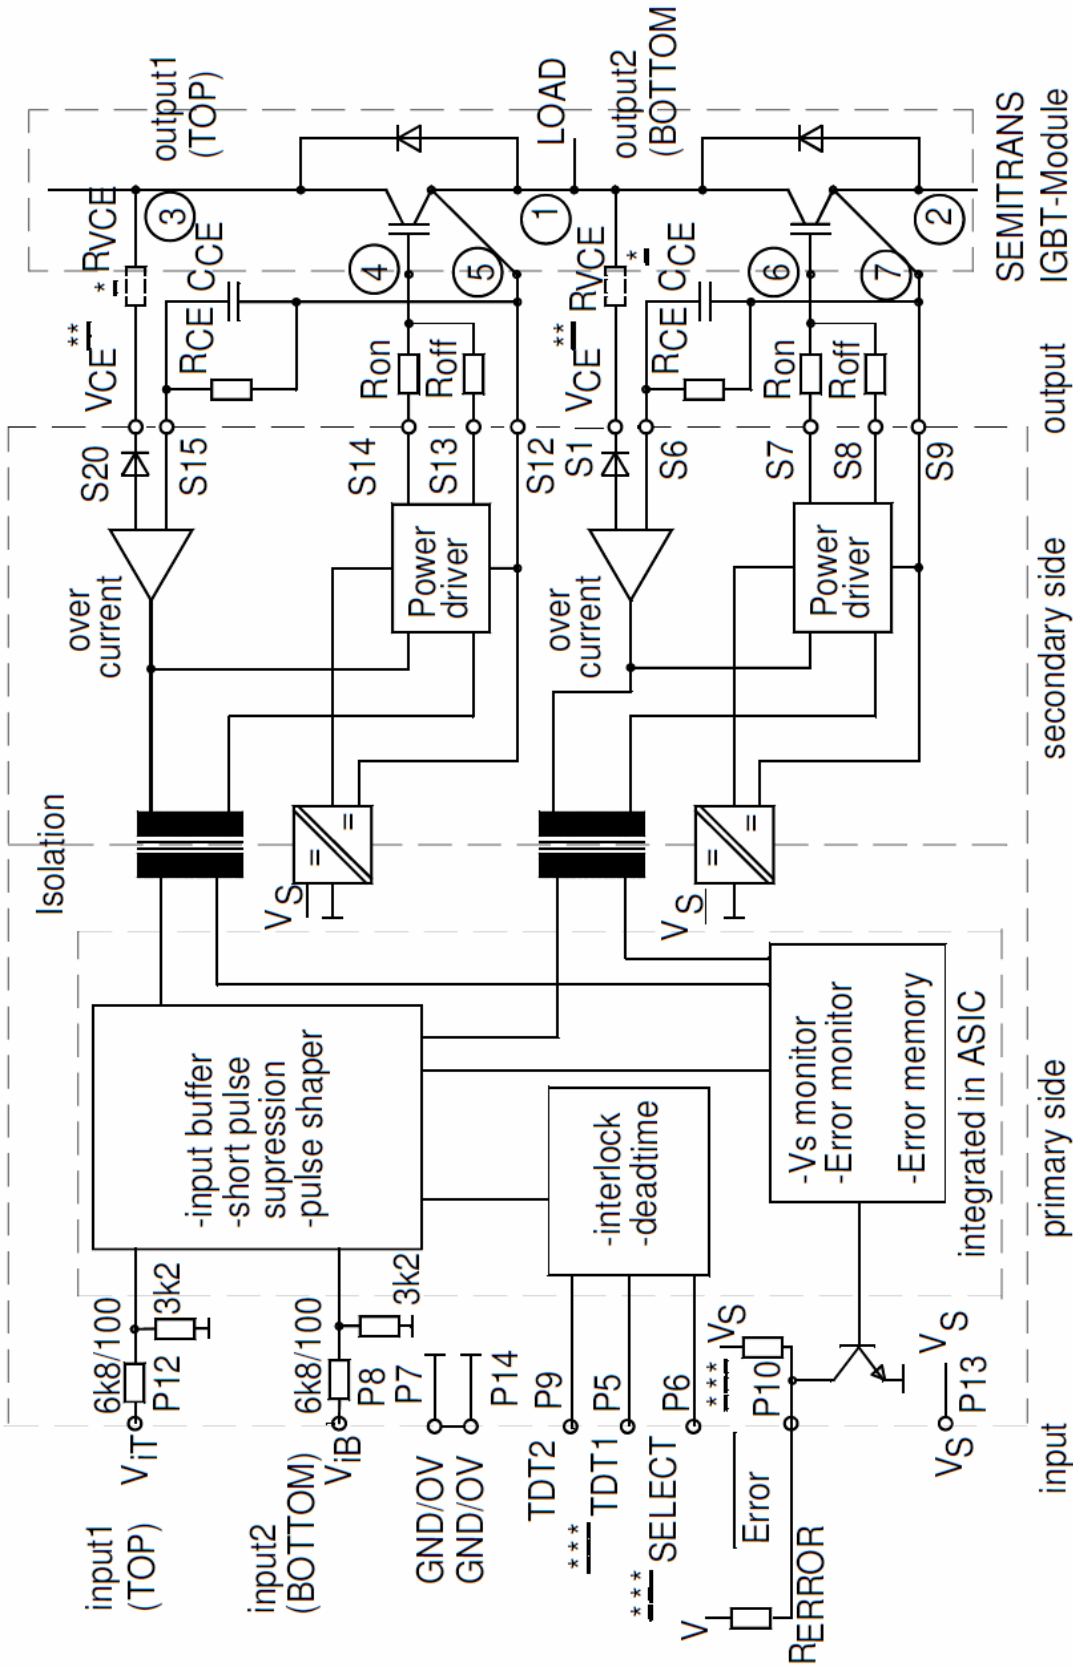 input1
(TOP)
ViT
6k8/100
P12
3k2
input2
(BOTTOM)
ViB
6k8/100
P8
3k2
P7
GND/OV
GND/OV
P14
TDT2
P9
*** TDT1
P5
*** SELECT
P6
*** VS
P10
Error
V
RERROR
VS
P13
VS
-input buffer
-short pulse
supression
-pulse shaper
-interlock
-deadtime
-Vs monitor
-Error monitor
-Error memory
integrated in ASIC
Isolation
VS
=
=
VS
=
=
over
current
Power
driver
over
current
Power
driver
S20
S15
S14
S13
S12
S1
S6
S7
S8
S9
VCE **
* RVCE
RCE
CCE
Ron
Roff
VCE **
RVCE *
RCE
CCE
Ron
Roff
output1
(TOP)
3
4
5
1
LOAD
output2
(BOTTOM)
6
7
2
SEMITRANS
IGBT-Module
input
primary side
secondary side
output